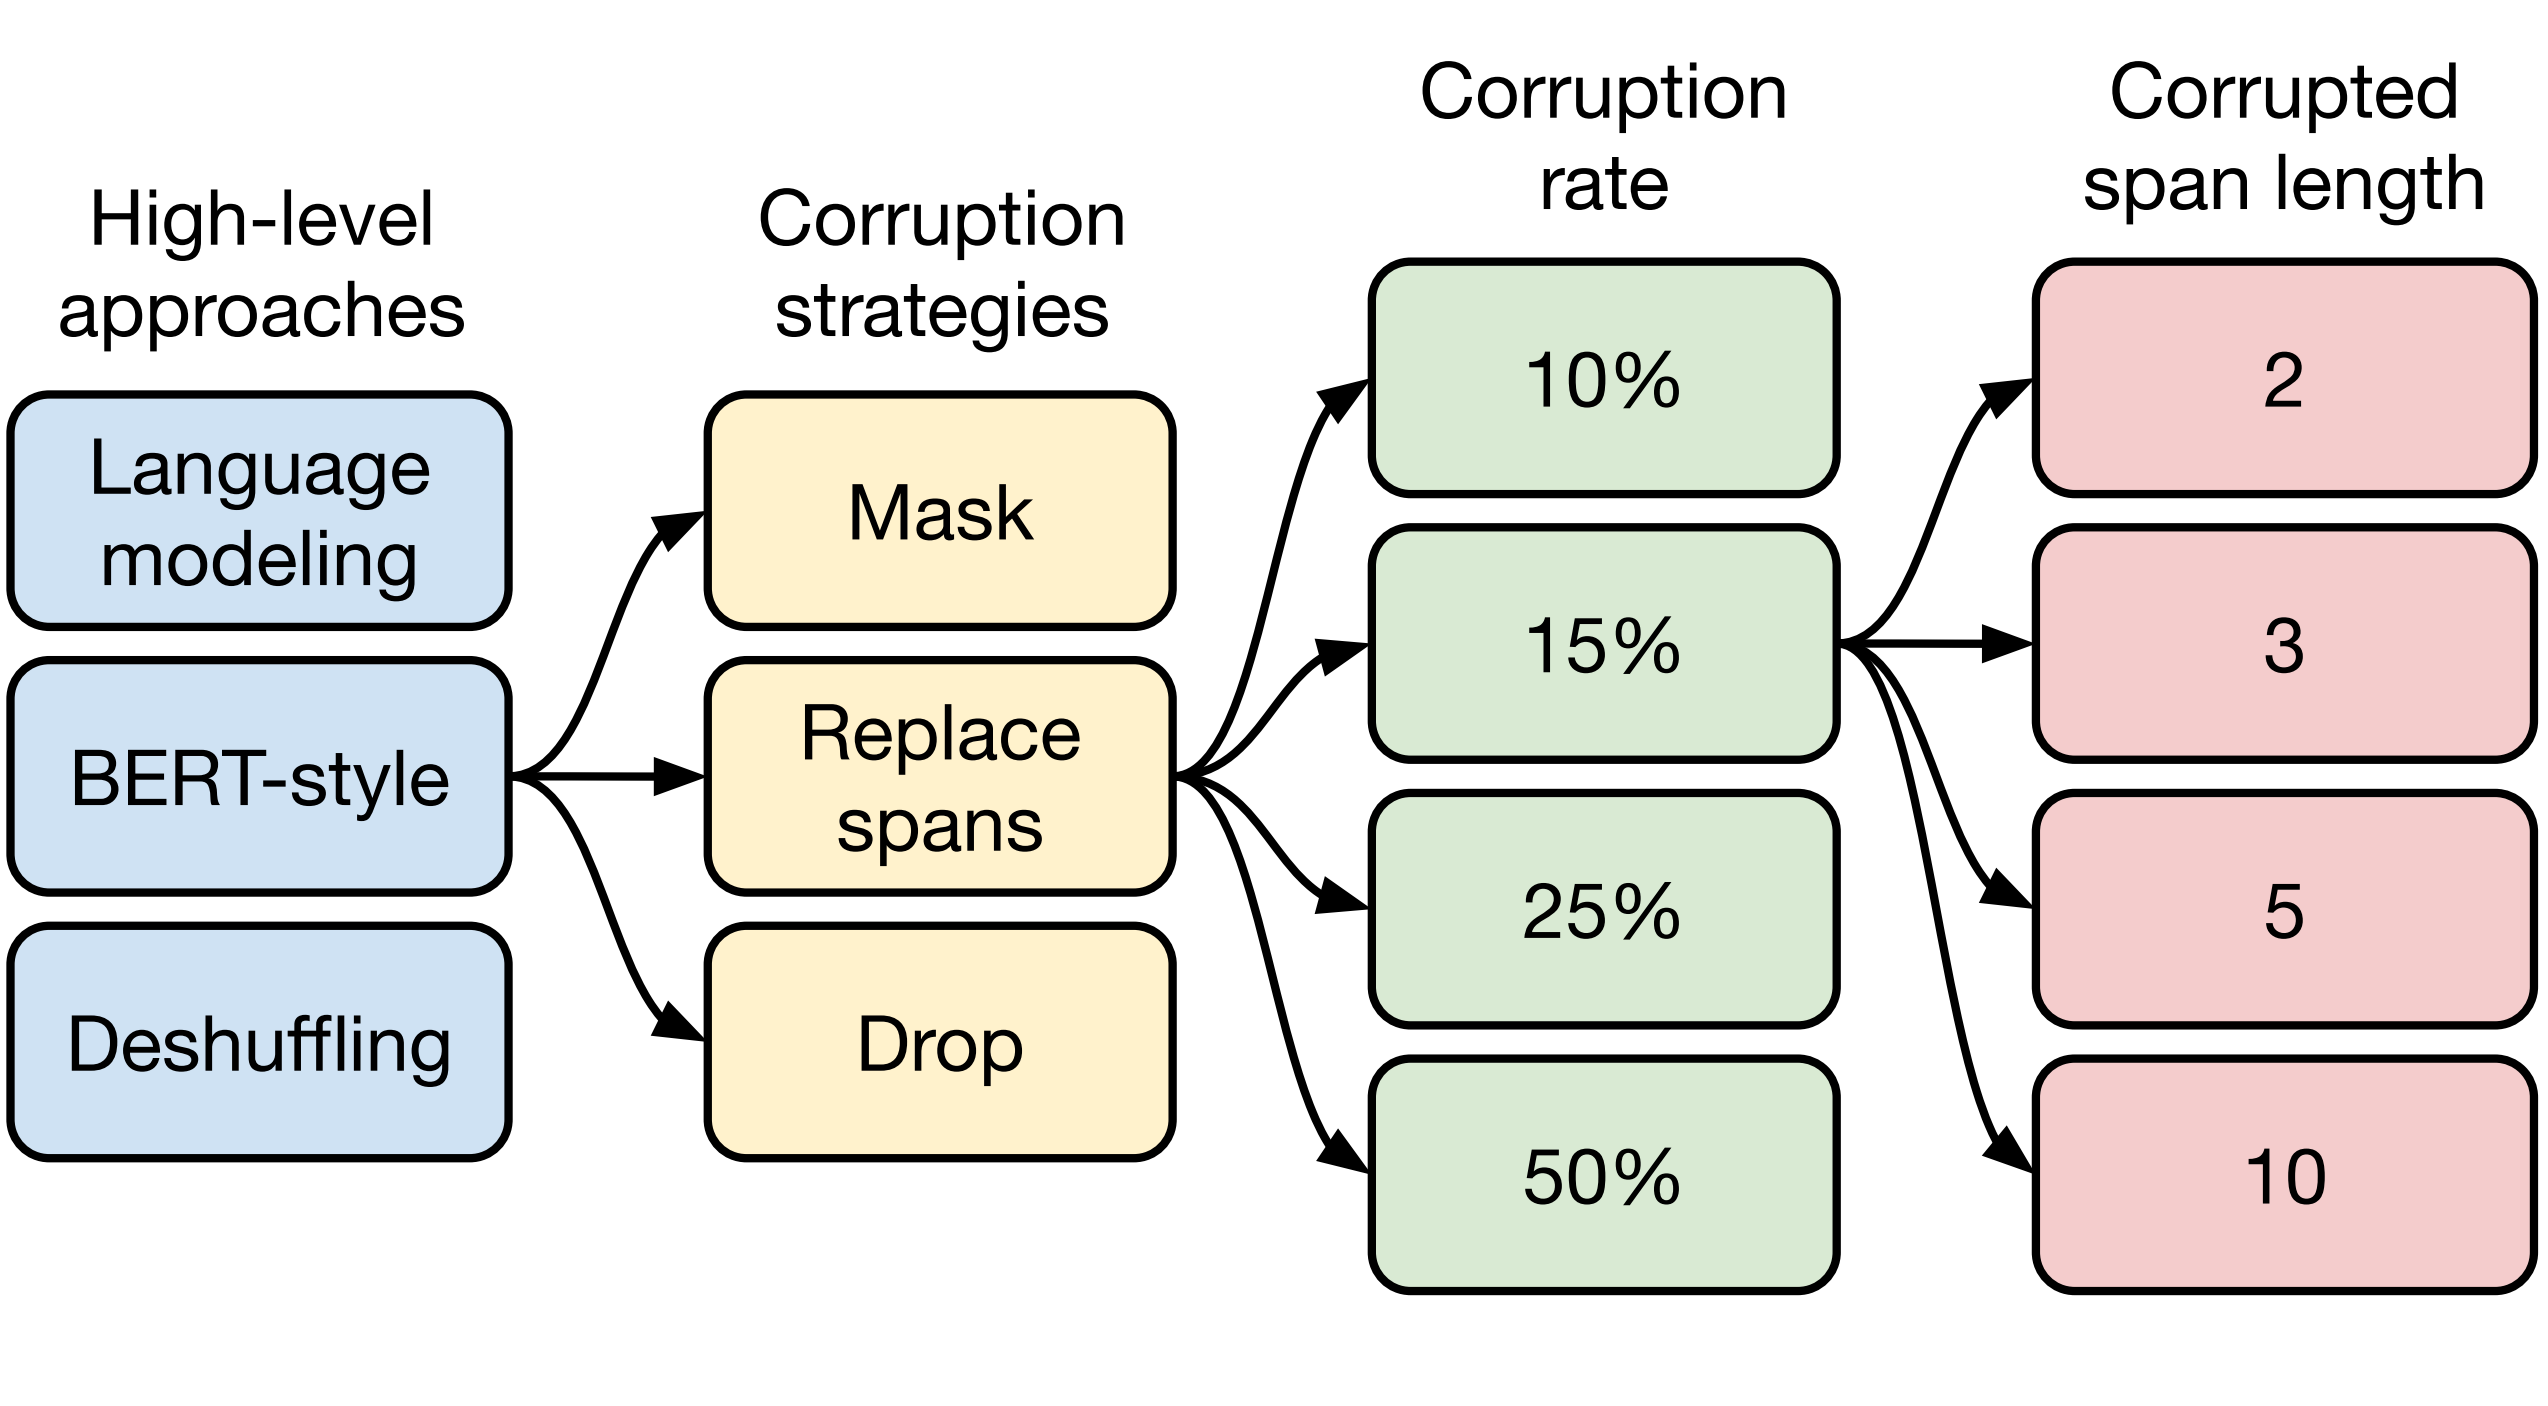 High-level
approaches
Language
modeling
BERT-style
Deshuffling
Corruption
strategies
Mask
Replace
spans
Drop
Corruption
rate
10%
15%
25%
50%
Corrupted
span length
2
3
5
10